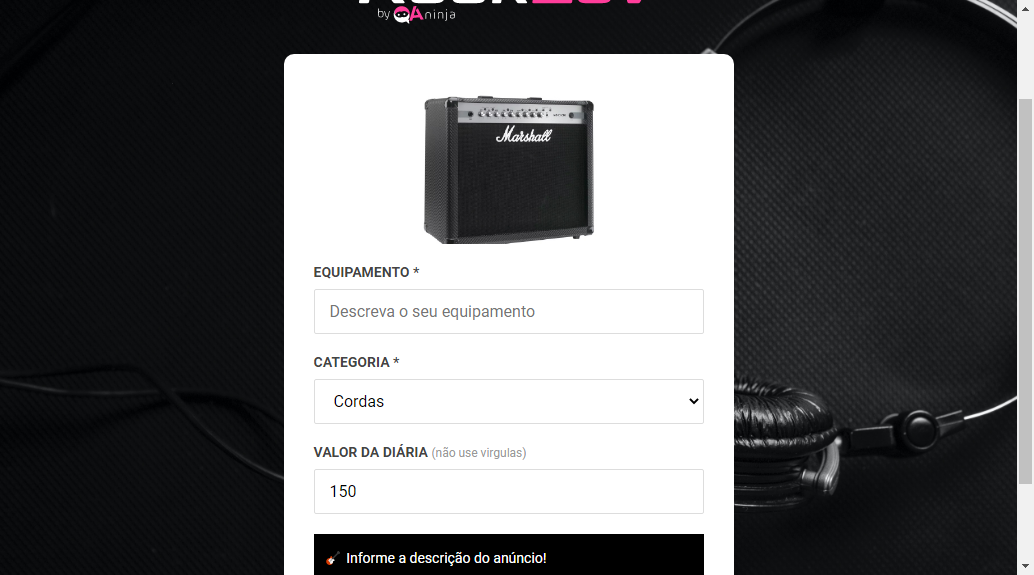 by QAninja
Marshall
EQUIPAMENTO *
Descreva o seu equipamento
CATEGORIA *
Cordas
VALOR DA DIÁRIA (não use virgulas)
150
Informe a descrição do anúncio!